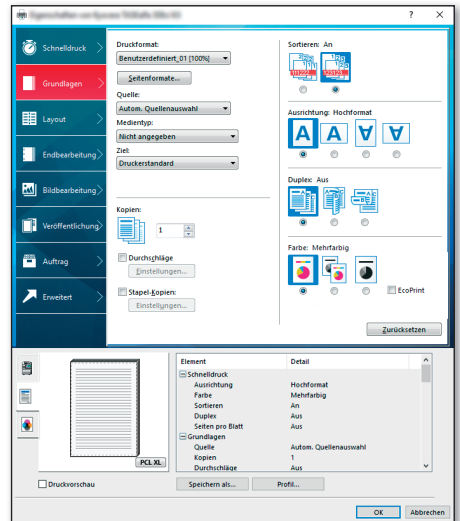 ? X
Schnelldruck
Grundlagen
Layout
Endbearbeitung
Bildbearbeitung
Veröffentlichung
Auftrag
Erweitert
Druckformat:
Benutzerdefiniert_01 [100%]
Seitenformate...
Quelle:
Autom. Quellenauswahl
Medientyp:
Nicht angegeben
Ziel:
Druckerstandard
Kopien:
1
Durchschläge
Einstellungen...
Stapel-Kopien:
Einstellungen...
Sortieren: An
111222 123123
Ausrichtung: Hochformat
A A A A
Duplex: Aus
Farbe: Mehrfarbig
EcoPrint
Zurücksetzen
PCL XL
Druckvorschau
Element Detail
Schnelldruck
Ausrichtung Hochformat
Farbe Mehrfarbig
Sortieren An
Duplex Aus
Seiten pro Blatt Aus
Grundlagen
Quelle Autom. Quellenauswahl
Kopien 1
Durchschläge Aus
Speichern als... Profil...
OK Abbrechen